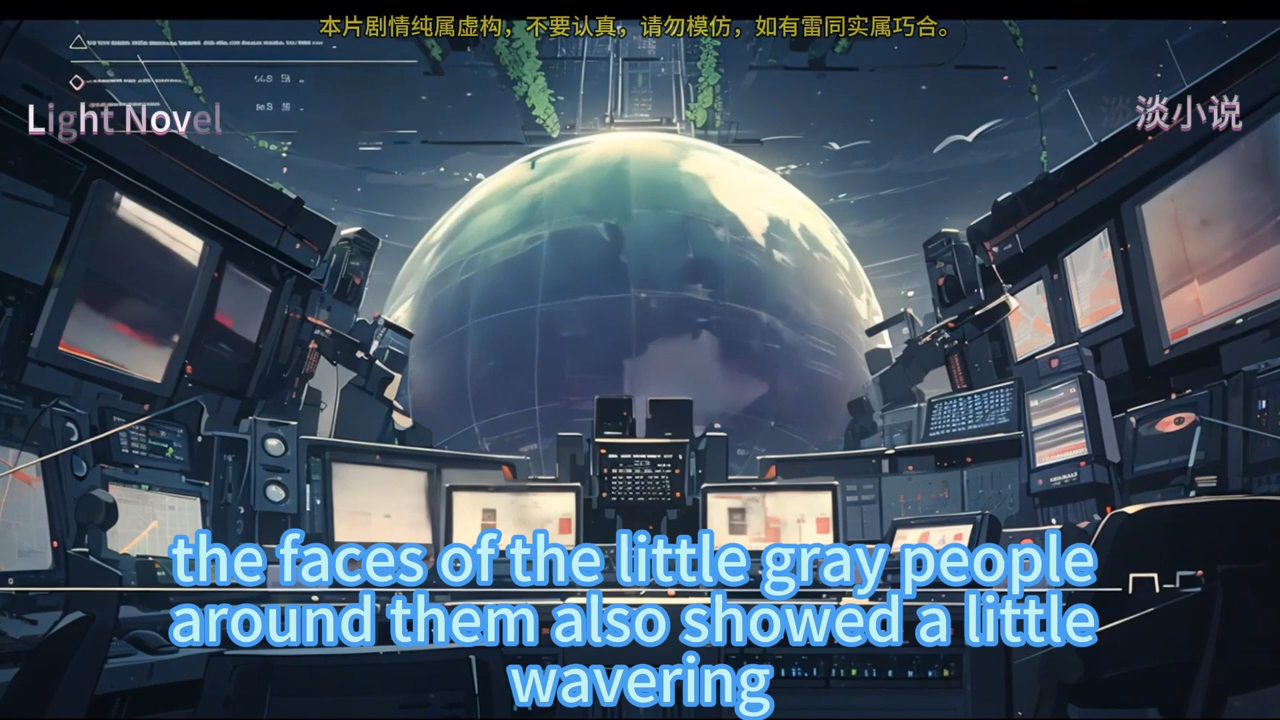 本片剧情纯属虚构，不要认真，请勿模仿，如有雷同实属巧合。
Light Novel
淡小说
the faces of the little gray people
around them also showed a little
wavering